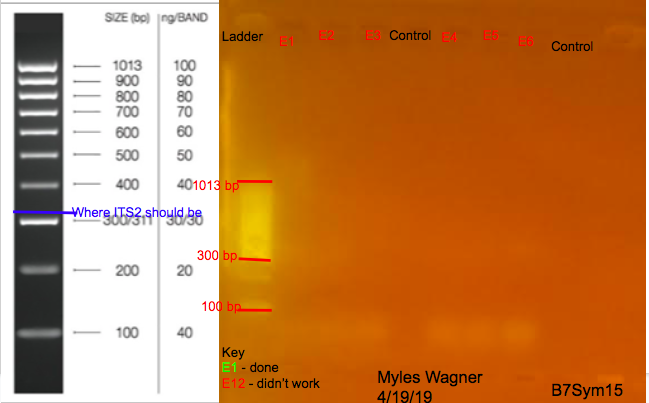 SIZE (bp) ng/BAND
1013 100
900 90
800 80
700 70
600 60
500 50
400 40
Where ITS2 should be
300/311 30/30
200 20
100 40
Ladder E1 E2 E3 Control E4 E5 E6 Control
1013 bp
300 bp
100 bp
Key
E1 - done
E12 - didn't work
Myles Wagner
4/19/19
B7Sym15